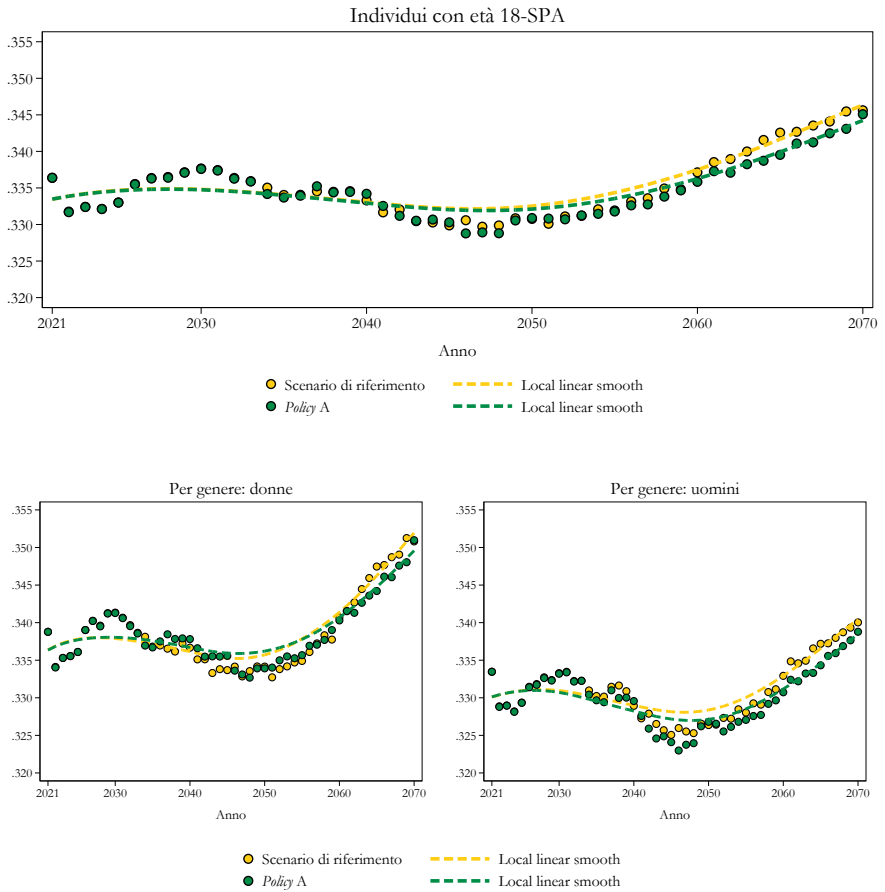 Individui con età 18-SPA
.355
.350
.345
.340
.335
.330
.325
.320
2021 2030 2040 2050 2060 2070
Anno
Scenario di riferimento Local linear smooth
Policy A Local linear smooth
Per genere: donne
.355
.350
.345
.340
.335
.330
.325
.320
2021 2030 2040 2050 2060 2070
Anno
Per genere: uomini
.355
.350
.345
.340
.335
.330
.325
.320
2021 2030 2040 2050 2060 2070
Anno
Scenario di riferimento Local linear smooth
Policy A Local linear smooth